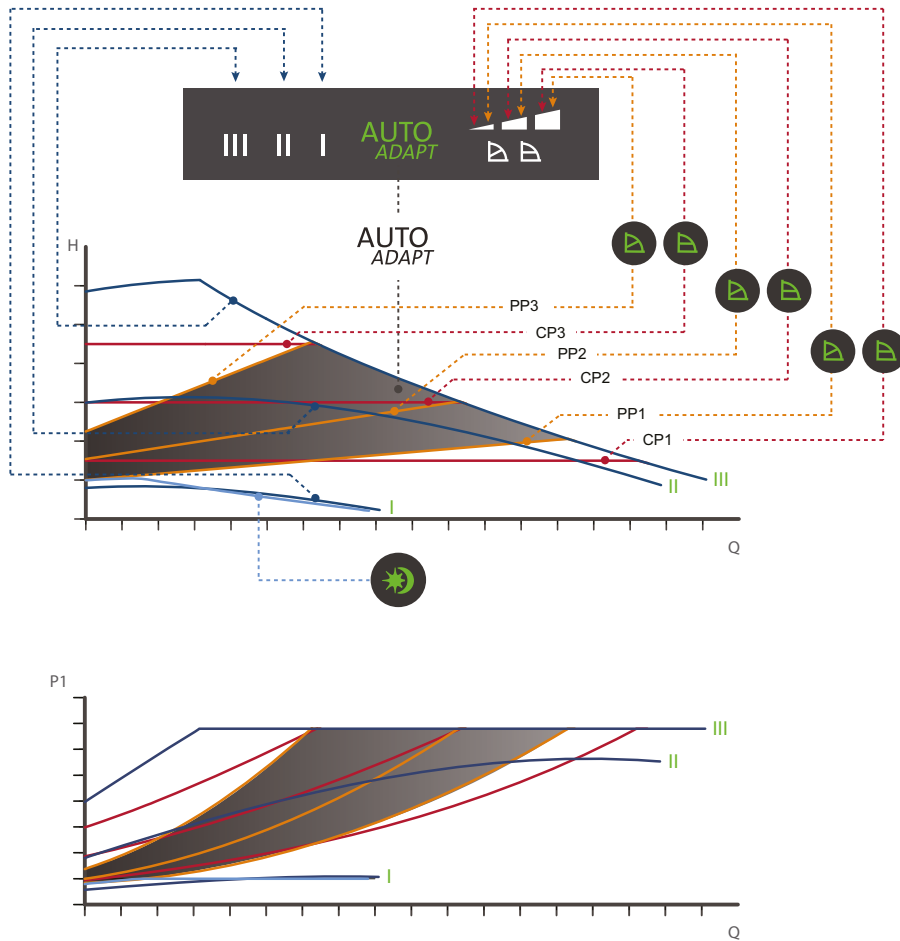 III II I AUTO
ADAPT
AUTO
ADAPT
H
PP3
CP3
PP2
CP2
PP1
CP1
III
II
I
Q
P1
III
II
I
Q